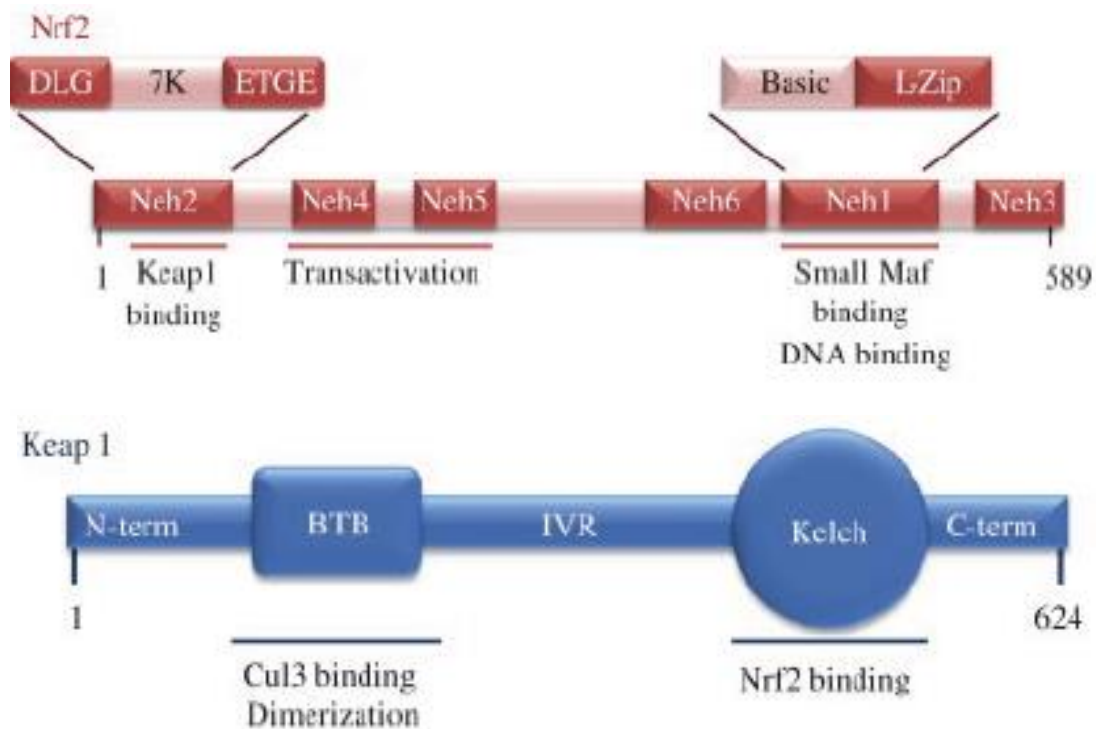 Nrf2
DLG 7K ETGE Basic L-Zip
Neh2 Neh4 Neh5 Neh6 Neh1 Neh3
1 Keap1 Transactivation Small Maf 589
binding binding
DNA binding
Keap 1
N-term BTB IVR Kelch C-term
1 624
Cul3 binding Nrf2 binding
Dimerization